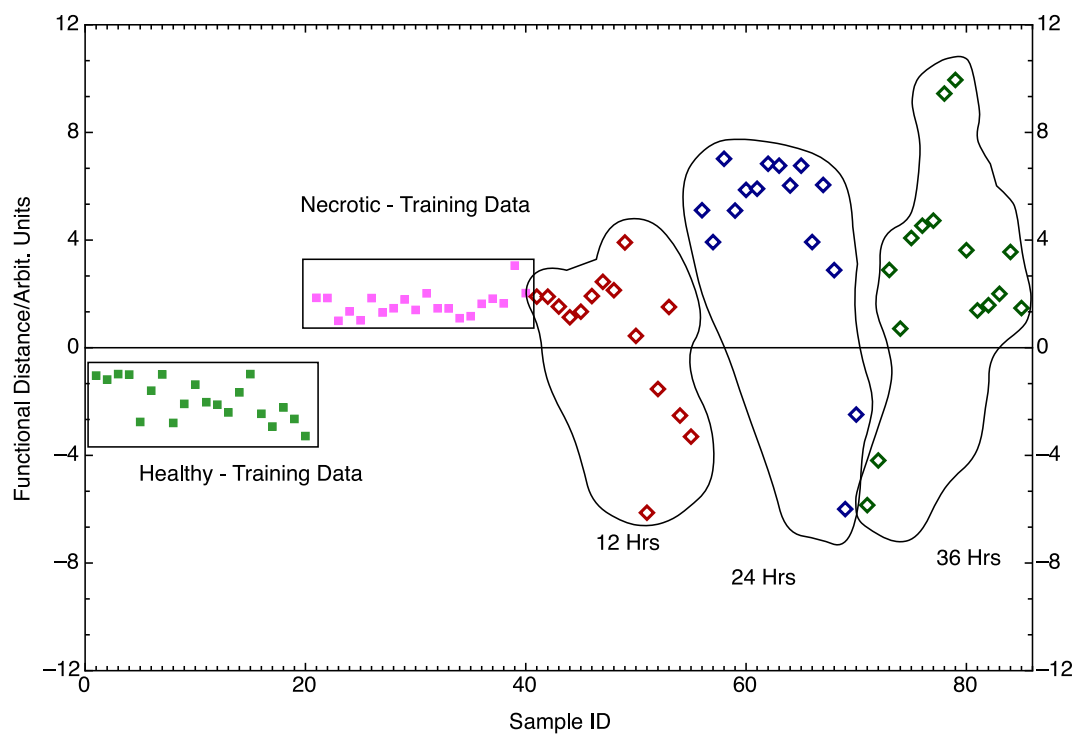 12
12
8
8
Necrotic - Training Data
4
4
0
0
Healthy - Training Data
−4
−4
12 Hrs
36 Hrs
24 Hrs
−8
−8
−12
−12
0
20
40
60
80
Sample ID
Functional Distance/Arbit. Units